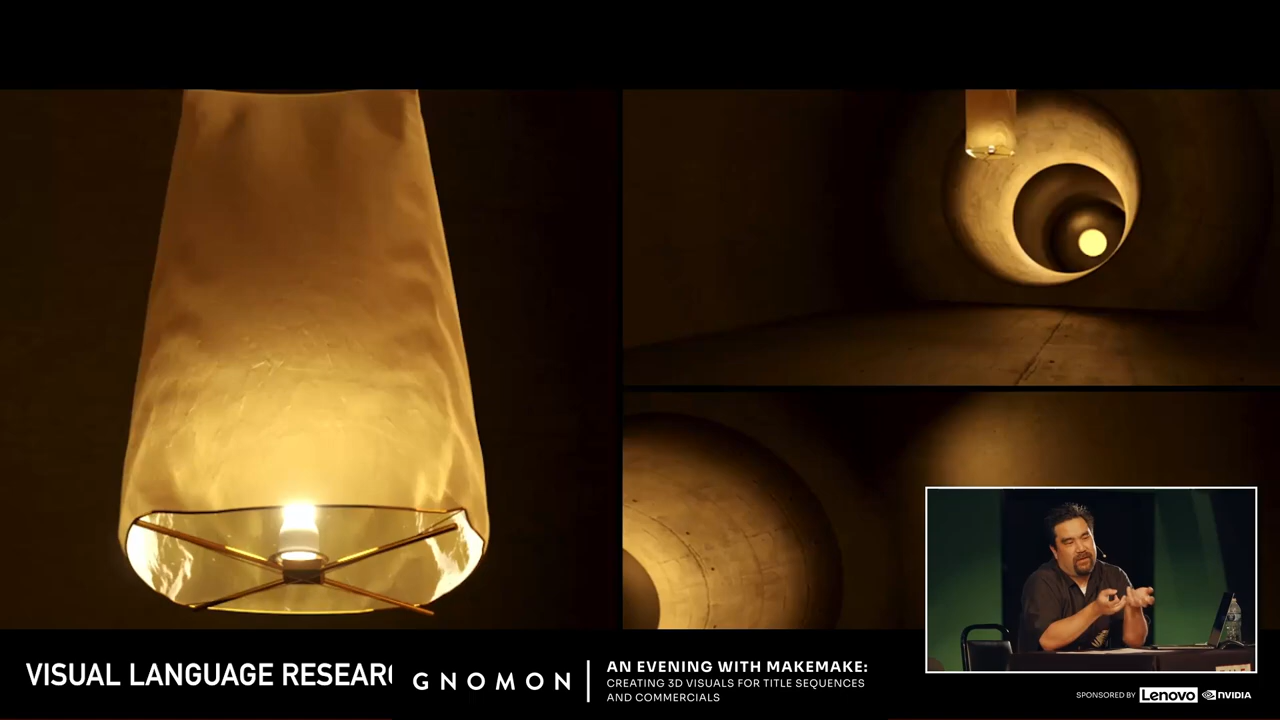 VISUAL LANGUAGE RESEARC
GNOMON
AN EVENING WITH MAKEMAKE:
CREATING 3D VISUALS FOR TITLE SEQUENCES
AND COMMERCIALS
SPONSORED BY Lenovo NVIDIA